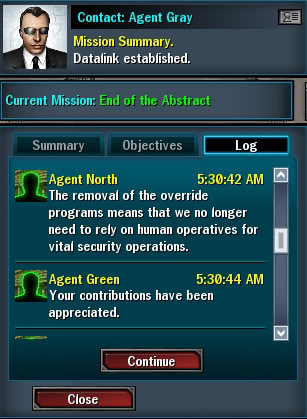 Contact: Agent Gray
Mission Summary.
Datalink established.
Current Mission: End of the Abstract
Summary
Objectives
Log
Agent North 5:30:42 AM
The removal of the override
programs means that we no longer
need to rely on human operatives for
vital security operations.
Agent Green 5:30:44 AM
Your contributions have been
appreciated.
Continue
Close